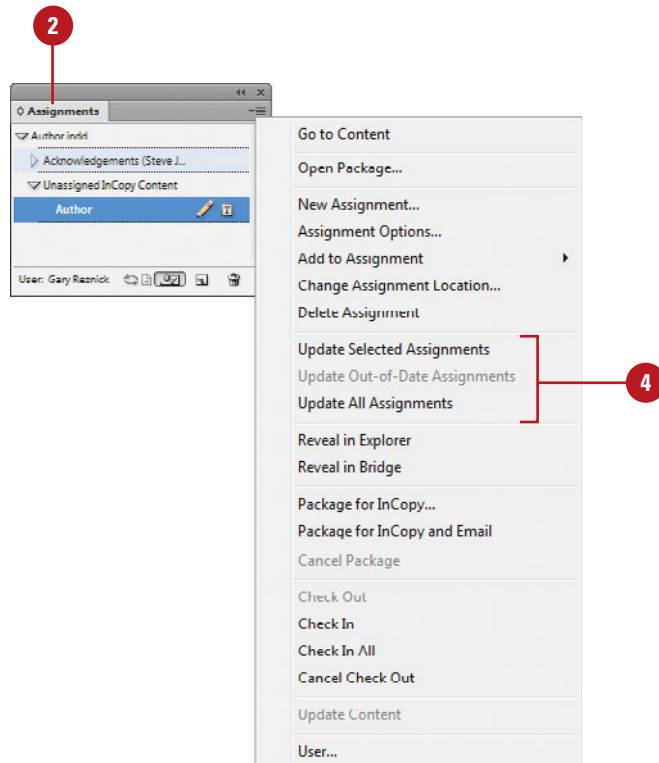 2
Assignments
Author.indd
Acknowledgements (Steve J...
Unassigned InCopy Content
Author
User: Gary Reznick
Go to Content
Open Package...
New Assignment...
Assignment Options...
Add to Assignment
Change Assignment Location...
Delete Assignment
Update Selected Assignments
Update Out-of-Date Assignments
Update All Assignments
4
Reveal in Explorer
Reveal in Bridge
Package for InCopy...
Package for InCopy and Email
Cancel Package
Check Out
Check In
Check In All
Cancel Check Out
Update Content
User...